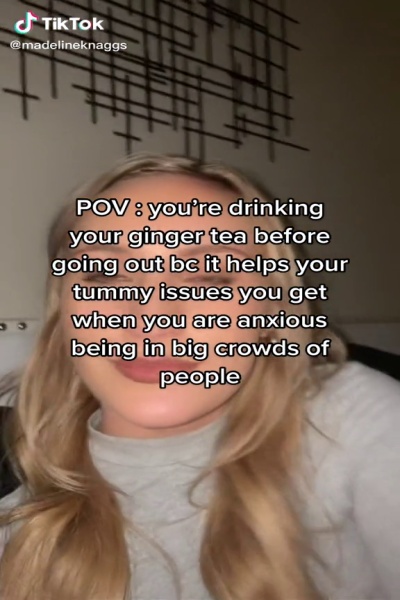 TikTok
@madelineknaggs
POV : you’re drinking
your ginger tea before
going out bc it helps your
tummy issues you get
when you are anxious
being in big crowds of
people